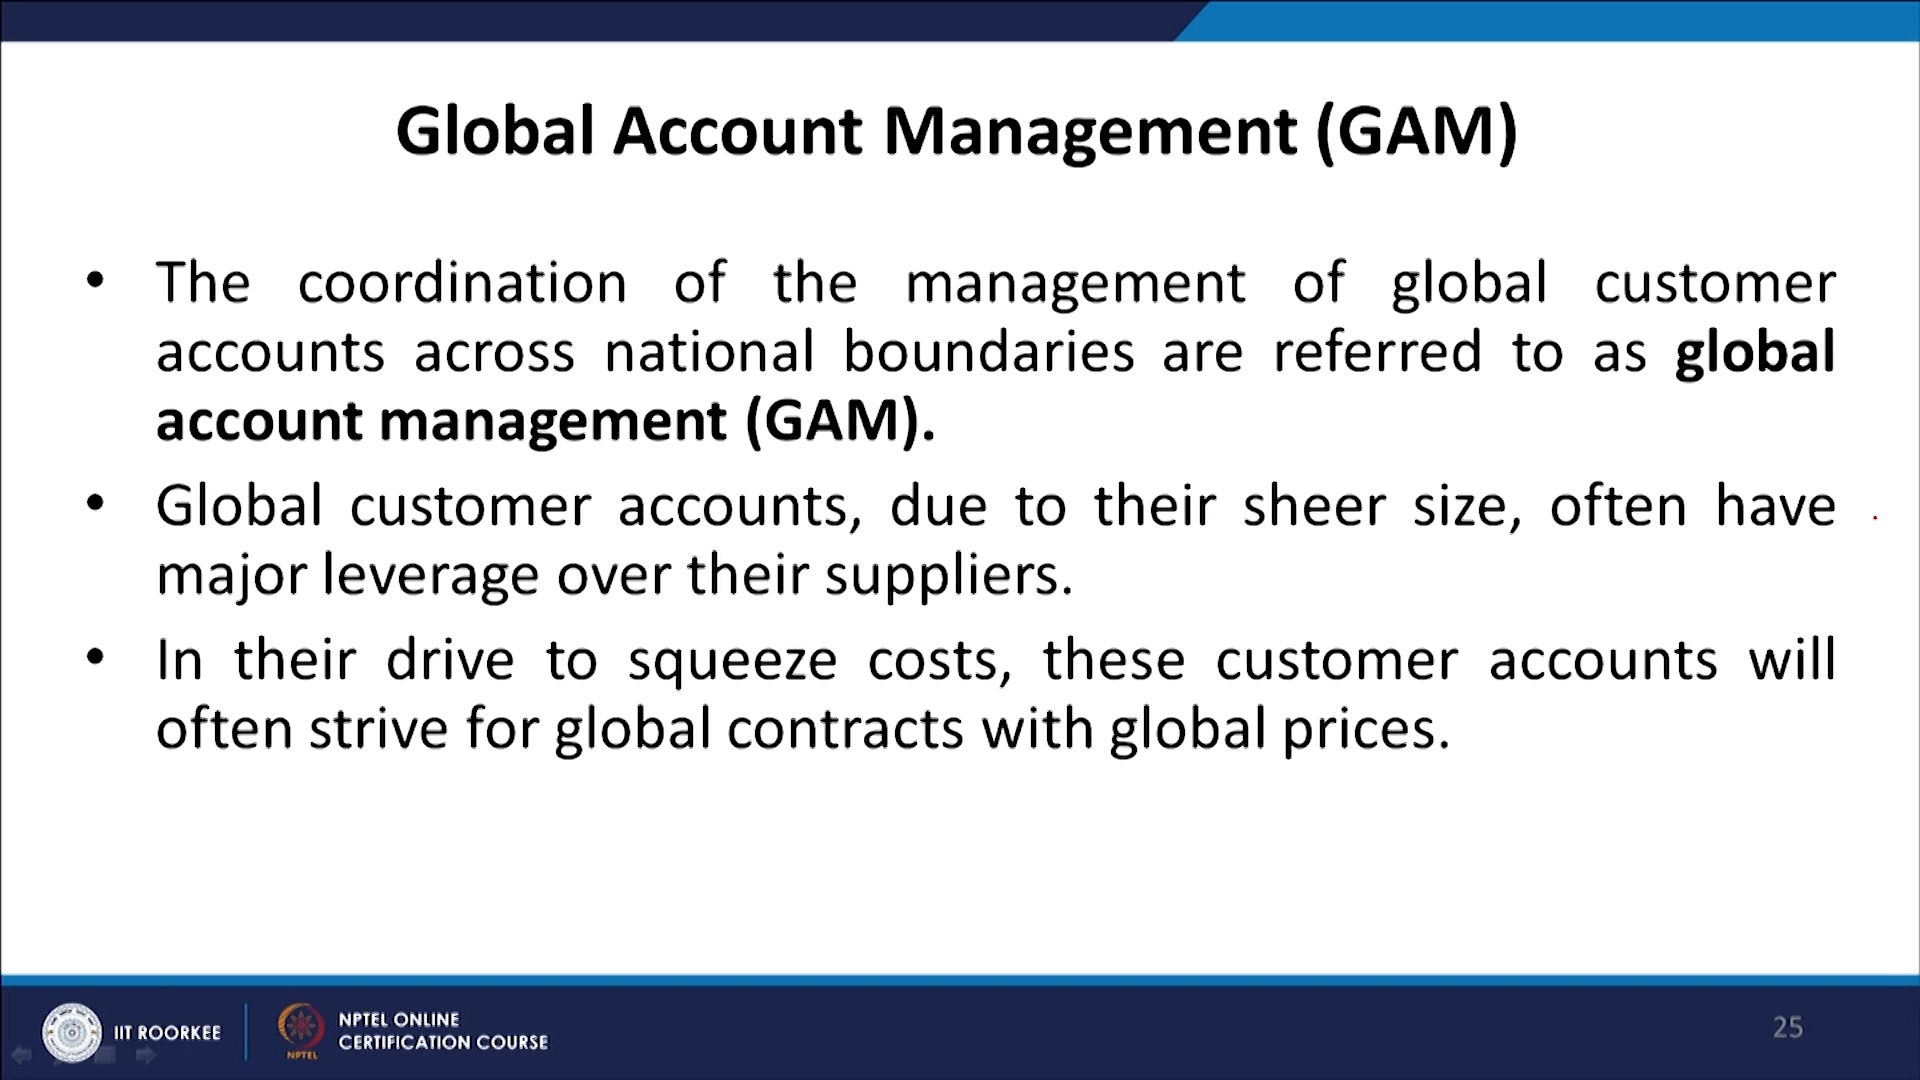 Global Account Management (GAM)
• The coordination of the management of global customer
accounts across national boundaries are referred to as global
account management (GAM).
• Global customer accounts, due to their sheer size, often have
major leverage over their suppliers.
• In their drive to squeeze costs, these customer accounts will
often strive for global contracts with global prices.
IIT ROORKEE
NPTEL
NPTEL ONLINE
CERTIFICATION COURSE
25